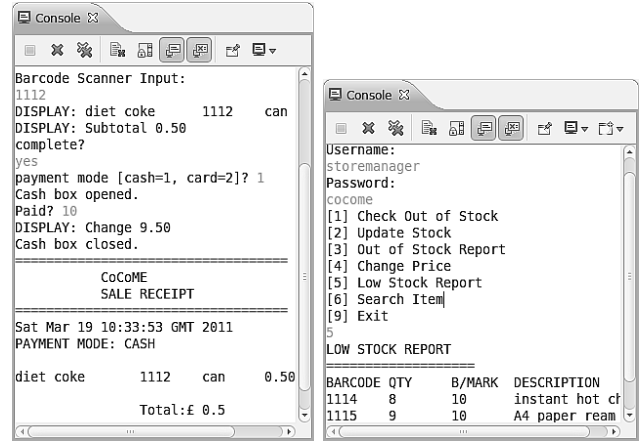 Console
Barcode Scanner Input:
1112
DISPLAY: diet coke 1112 can
DISPLAY: Subtotal 0.50
complete?
yes
payment mode [cash=1, card=2]? 1
Cash box opened.
Paid? 10
DISPLAY: Change 9.50
Cash box closed.
===================================
CoCoME
SALE RECEIPT
===================================
Sat Mar 19 10:33:53 GMT 2011
PAYMENT MODE: CASH
diet coke 1112 can 0.50
Total:£ 0.5
Console
Username:
storemanager
Password:
cocome
[1] Check Out of Stock
[2] Update Stock
[3] Out of Stock Report
[4] Change Price
[5] Low Stock Report
[6] Search Item
[9] Exit
5
LOW STOCK REPORT
===================
BARCODE QTY B/MARK DESCRIPTION
1114 8 10 instant hot
1115 9 10 A4 paper ream